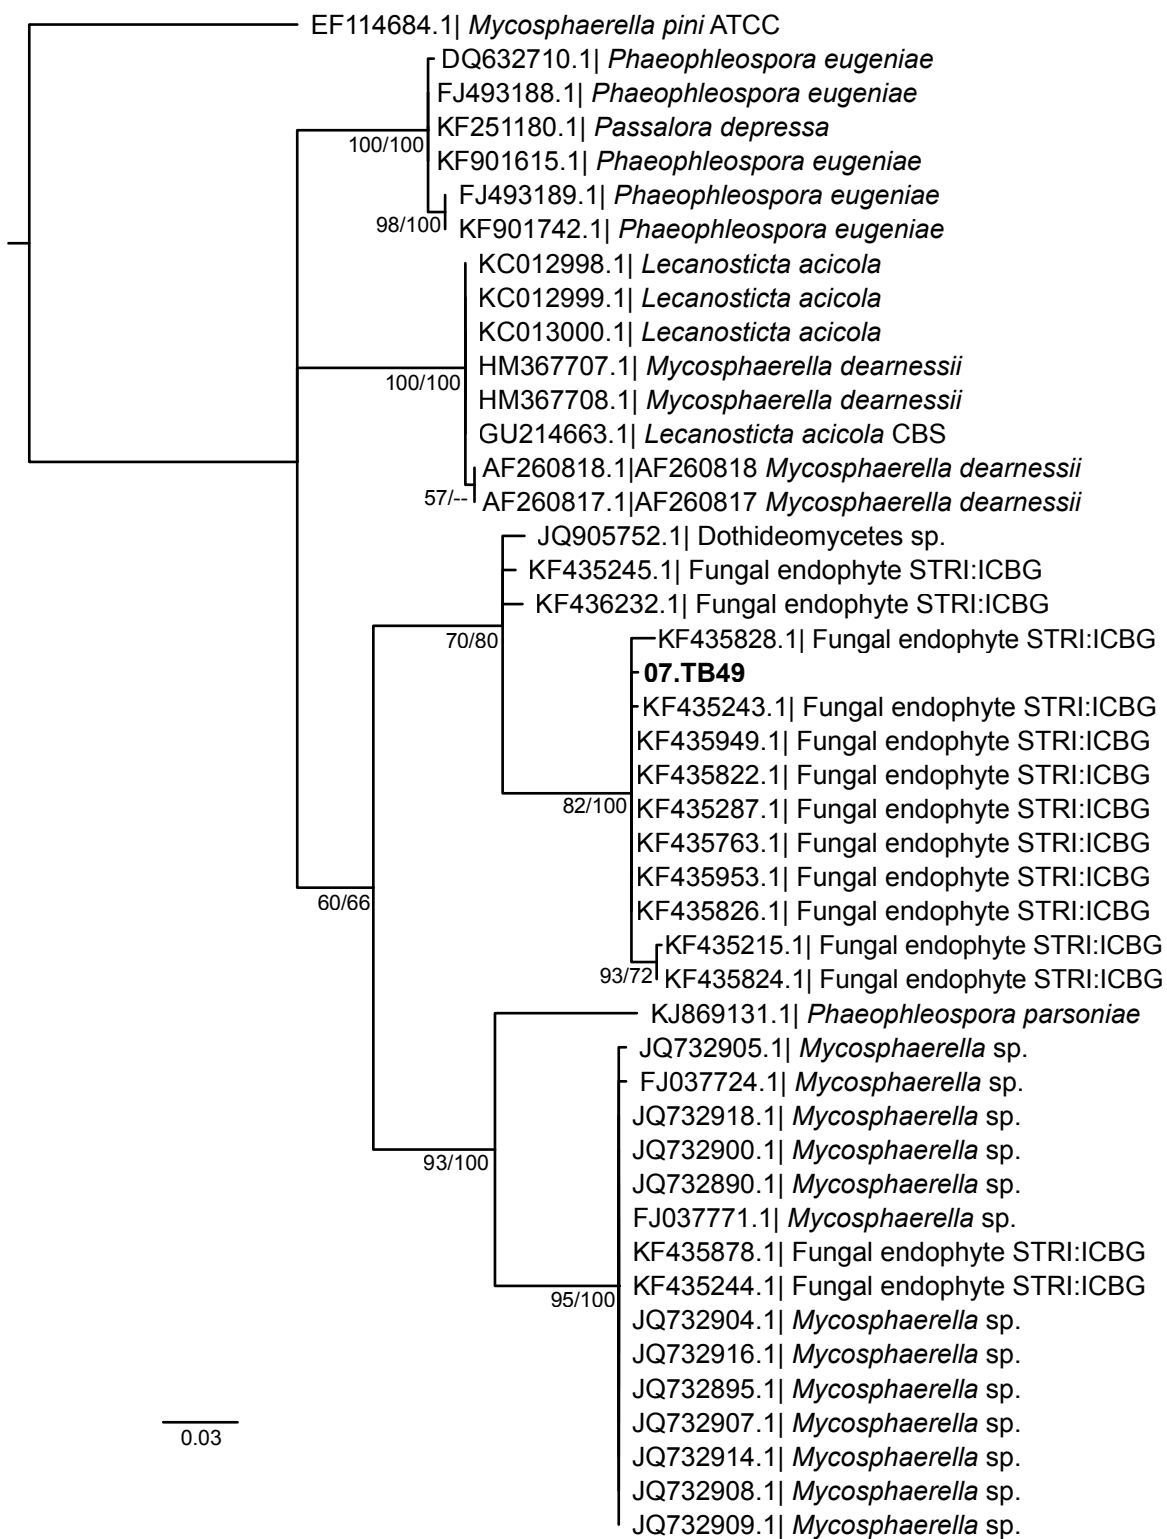 EF114684.1| Mycosphaerella pini ATCC
DQ632710.1| Phaeophleospora eugeniae
FJ493188.1| Phaeophleospora eugeniae
KF251180.1| Passalora depressa
100/100
KF901615.1| Phaeophleospora eugeniae
FJ493189.1| Phaeophleospora eugeniae
98/100
KF901742.1| Phaeophleospora eugeniae
KC012998.1| Lecanosticta acicola
KC012999.1| Lecanosticta acicola
KC013000.1| Lecanosticta acicola
HM367707.1| Mycosphaerella dearnessii
100/100
HM367708.1| Mycosphaerella dearnessii
GU214663.1| Lecanosticta acicola CBS
AF260818.1|AF260818 Mycosphaerella dearnessii
57/--
AF260817.1|AF260817 Mycosphaerella dearnessii
JQ905752.1| Dothideomycetes sp.
KF435245.1| Fungal endophyte STRI:ICBG
KF436232.1| Fungal endophyte STRI:ICBG
70/80
KF435828.1| Fungal endophyte STRI:ICBG
07.TB49
KF435243.1| Fungal endophyte STRI:ICBG
KF435949.1| Fungal endophyte STRI:ICBG
KF435822.1| Fungal endophyte STRI:ICBG
82/100
KF435287.1| Fungal endophyte STRI:ICBG
KF435763.1| Fungal endophyte STRI:ICBG
KF435953.1| Fungal endophyte STRI:ICBG
60/66
KF435826.1| Fungal endophyte STRI:ICBG
KF435215.1| Fungal endophyte STRI:ICBG
93/72
KF435824.1| Fungal endophyte STRI:ICBG
KJ869131.1| Phaeophleospora parsoniae
JQ732905.1| Mycosphaerella sp.
FJ037724.1| Mycosphaerella sp.
JQ732918.1| Mycosphaerella sp.
JQ732900.1| Mycosphaerella sp.
93/100
JQ732890.1| Mycosphaerella sp.
FJ037771.1| Mycosphaerella sp.
KF435878.1| Fungal endophyte STRI:ICBG
KF435244.1| Fungal endophyte STRI:ICBG
95/100
JQ732904.1| Mycosphaerella sp.
JQ732916.1| Mycosphaerella sp.
JQ732895.1| Mycosphaerella sp.
JQ732907.1| Mycosphaerella sp.
0.03
JQ732914.1| Mycosphaerella sp.
JQ732908.1| Mycosphaerella sp.
JQ732909.1| Mycosphaerella sp.